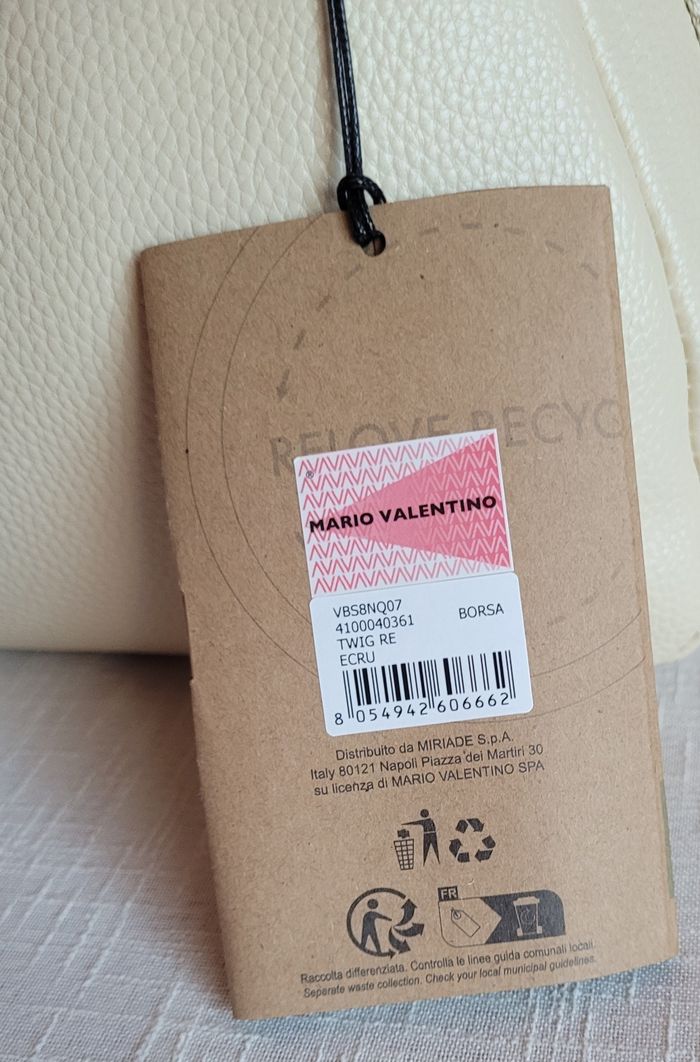 RELOVE RECYC
®
MARIO VALENTINO
VBS8NQ07
4100040361 BORSA
TWIG RE
ECRU
8 054942 606662
Distribuito da MIRIADE S.p.A.
Italy 80121 Napoli Piazza dei Martiri 30
su licenza di MARIO VALENTINO SPA
FR
Raccolta differenziata. Controlla le linee guida comunali locali.
Seperate waste collection. Check your local municipal guidelines.